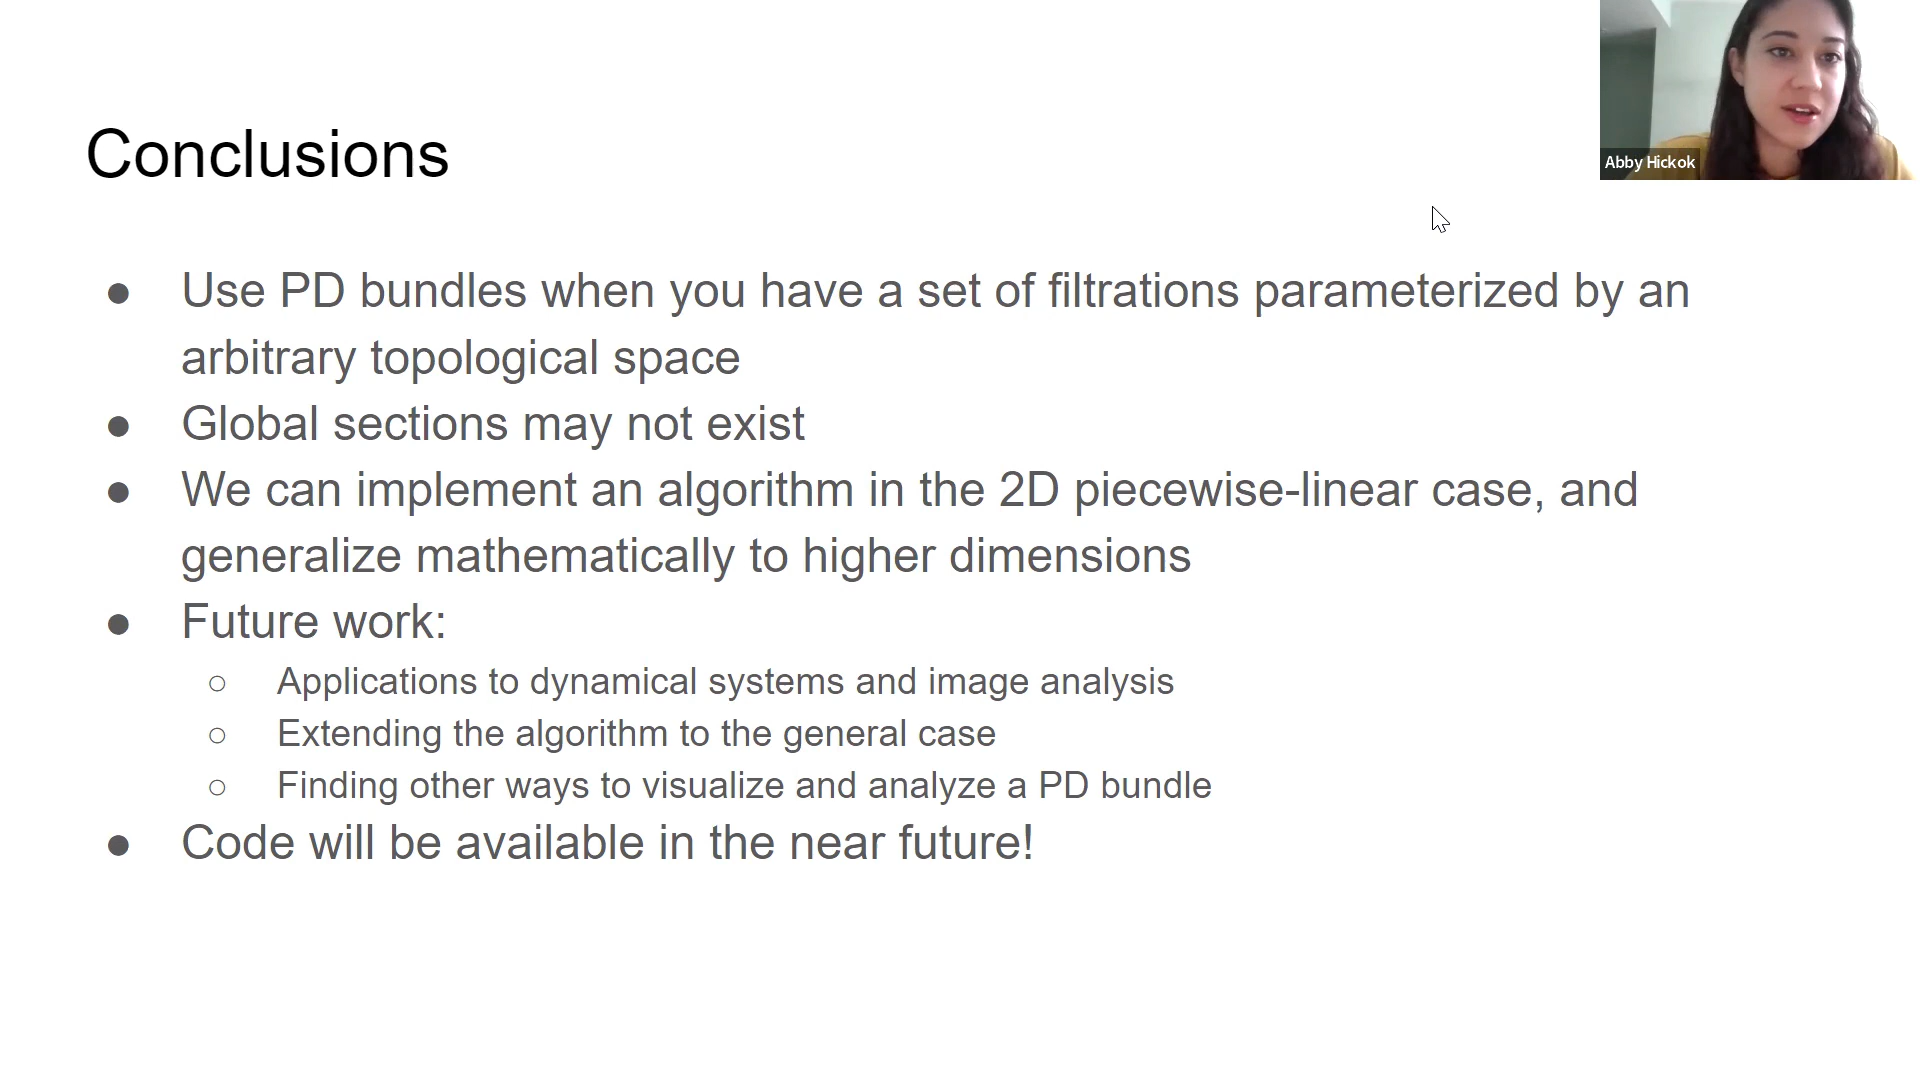 Abby Hickok
Conclusions
● Use PD bundles when you have a set of filtrations parameterized by an
arbitrary topological space
● Global sections may not exist
● We can implement an algorithm in the 2D piecewise-linear case, and
generalize mathematically to higher dimensions
● Future work:
○ Applications to dynamical systems and image analysis
○ Extending the algorithm to the general case
○ Finding other ways to visualize and analyze a PD bundle
● Code will be available in the near future!